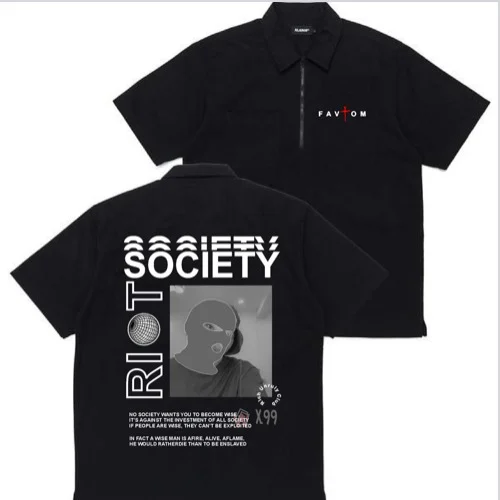 FAV†OM
SOCIETY
SOCIETY
RIOT
X99
NO SOCIETY WANTS YOU TO BECOME WISE
IT'S AGAINST THE INVESTMENT OF ALL SOCIETY
IF PEOPLE ARE WISE, THEY CAN'T BE EXPLOITED
IN FACT A WISE MAN IS AFIRE, ALIVE, AFLAME.
HE WOULD RATHERDIE THAN TO BE ENSLAVED